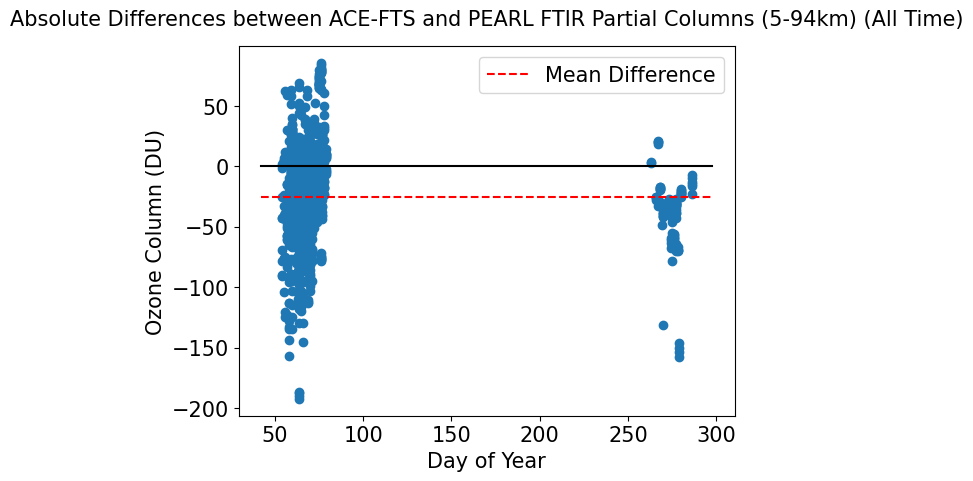 Absolute Differences between ACE-FTS and PEARL FTIR Partial Columns (5-94km) (All Time)
Mean Difference
Ozone Column (DU)
50
0
−50
−100
−150
−200
50 100 150 200 250 300
Day of Year